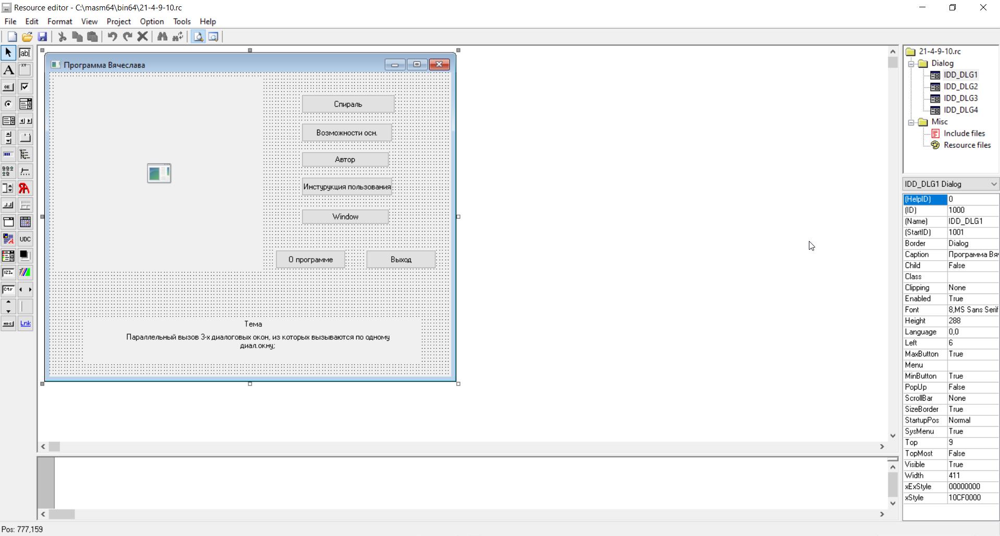 Resource editor - C:\masm64\bin64\21-4-9-10.rc
File Edit Format View Project Option Tools Help
Программа Вячеслава
Спираль
Возможности осн.
Автор
Инстурукция пользования
Window
О программе Выход
Тема
Параллельный вызов 3-х диалоговых окон, из которых вызываются по одному
диал.окну;
21-4-9-10.rc
Dialog
IDD_DLG1
IDD_DLG2
IDD_DLG3
IDD_DLG4
Misc
Include files
Resource files
IDD_DLG1 Dialog
(HelpID) 0
(ID) 1000
(Name) IDD_DLG1
(StartID) 1001
Border Dialog
Caption Программа Вя
Child False
Class
Clipping None
Enabled True
Font 8,MS Sans Serif
Height 288
Language 0,0
Left 6
MaxButton True
Menu
MinButton True
PopUp False
ScrollBar None
SizeBorder True
StartupPos Normal
SysMenu True
Top 9
TopMost False
Visible True
Width 411
xExStyle 00000000
xStyle 10CF0000
UDC
Lnk
Pos: 777,159